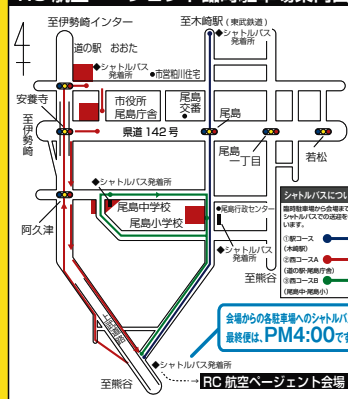 至伊勢崎インター
至木崎駅(東武鉄道)
◆シャトルバス
発着所
道の駅 おおた
◆シャトルバス
発着所
●市営粕川住宅
安養寺
市役所
尾島庁舎
尾島
交番
尾島
至伊勢崎
県道 142 号
尾島
一丁目
若松
◆シャトルバス発着所
尾島中学校
尾島小学校
●尾島行政センター
◆シャトルバス
発着所
阿久津
至熊谷
シャトルバスについ
臨時駐車場から会場まで
シャトルバスでの送迎を
います。
①駅コース
(木崎駅)
②西コースA
(道の駅・尾島庁舎)
③西コースB
(尾島中・尾島小)
会場からの各駐車場へのシャトルバ
最終便は、PM4:00です
◆シャトルバス発着所
至熊谷
RC 航空ページェント会場